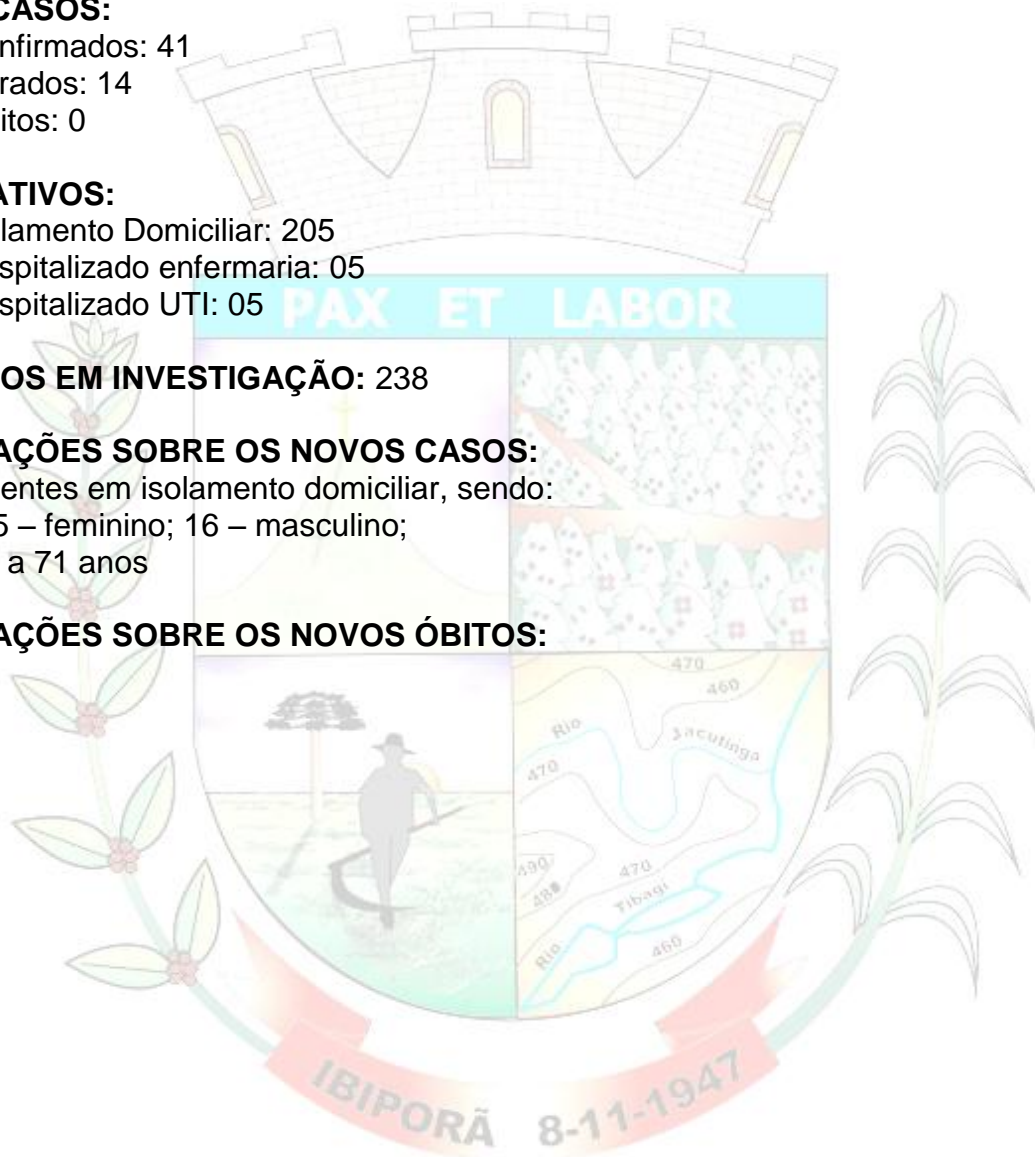 CASOS:
nfirmados: 41
rados: 14
itos: 0
ATIVOS:
lamento Domiciliar: 205
spitalizado enfermaria: 05
spitalizado UTI: 05
PAX ET LABOR
OS EM INVESTIGAÇÃO: 238
AÇÕES SOBRE OS NOVOS CASOS:
entes em isolamento domiciliar, sendo:
5 – feminino; 16 – masculino;
a 71 anos
AÇÕES SOBRE OS NOVOS ÓBITOS:
470
460
Rio Jacutinga
470
490
470
48
Rio Tibagi
460
IBIPORÃ 8-11-1947